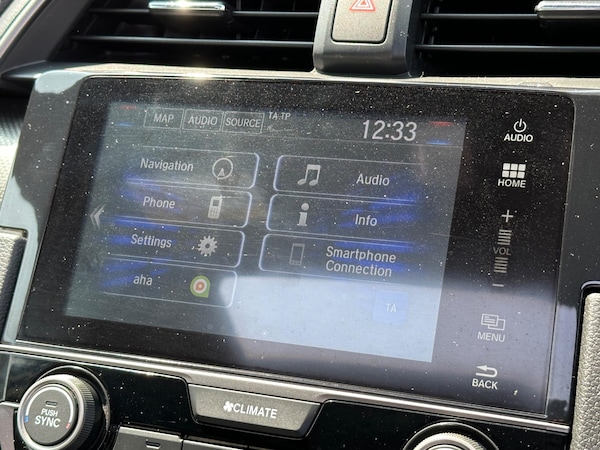 MAP AUDIO SOURCE TA TP 12:33
AUDIO
HOME
Navigation
Audio
Phone
Info
Settings
Smartphone
Connection
aha
TA
+
VOL
−
MENU
BACK
PUSH
SYNC
CLIMATE